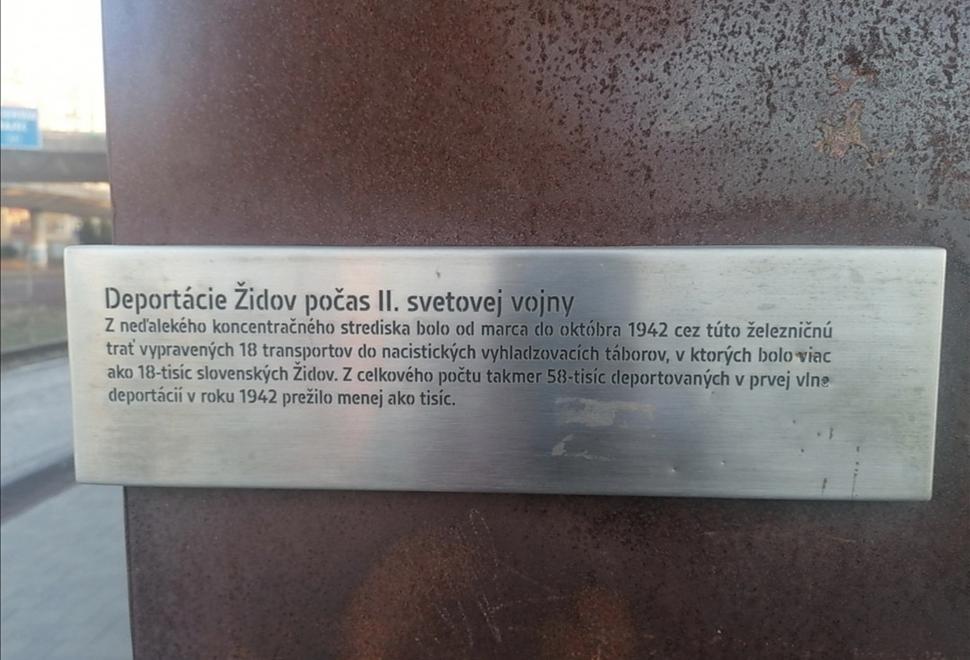 Deportácie Židov počas II. svetovej vojny
Z neďalekého koncentračného strediska bolo od marca do októbra 1942 cez túto železničnú
trať vypravených 18 transportov do nacistických vyhladzovacích táborov, v ktorých bolo viac
ako 18-tisíc slovenských Židov. Z celkového počtu takmer 58-tisíc deportovaných v prvej vlne
deportácií v roku 1942 prežilo menej ako tisíc.